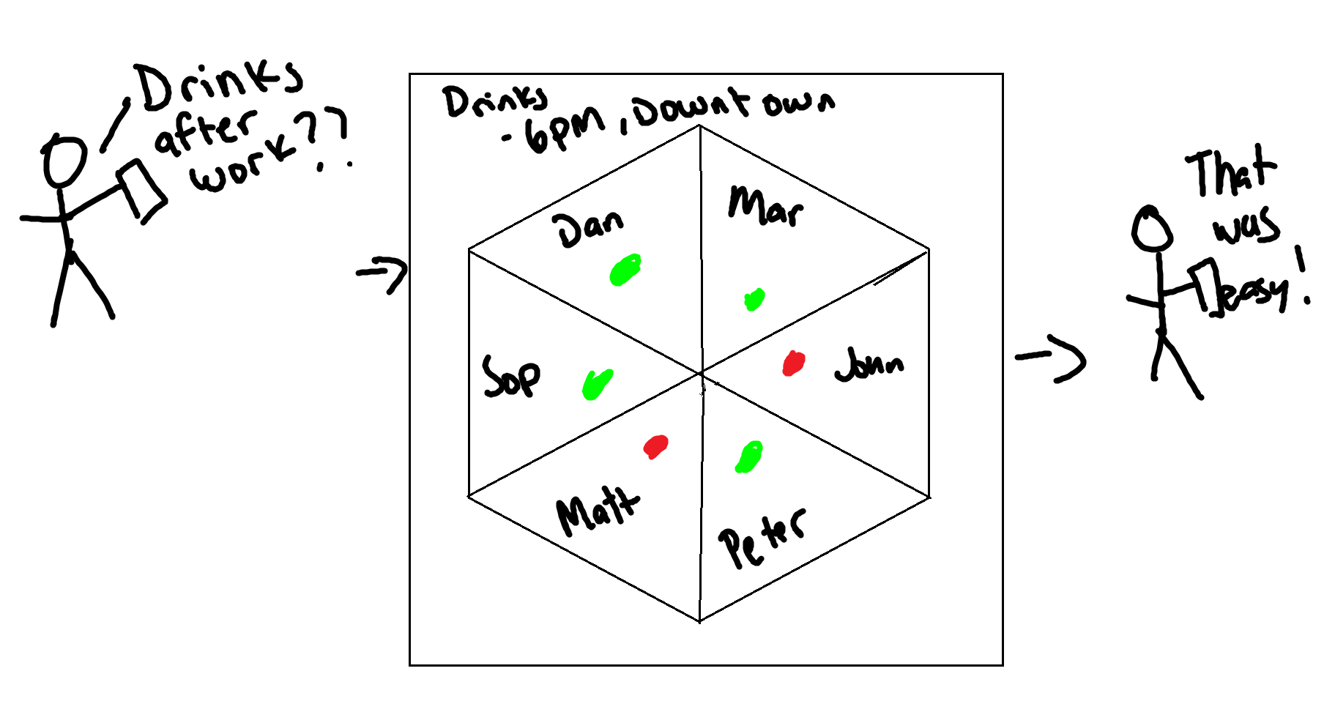 Drinks
after
work??
Drinks
- 6pm, Downtown
Dan
Mar
Sop
John
Matt
Peter
That
was
easy!